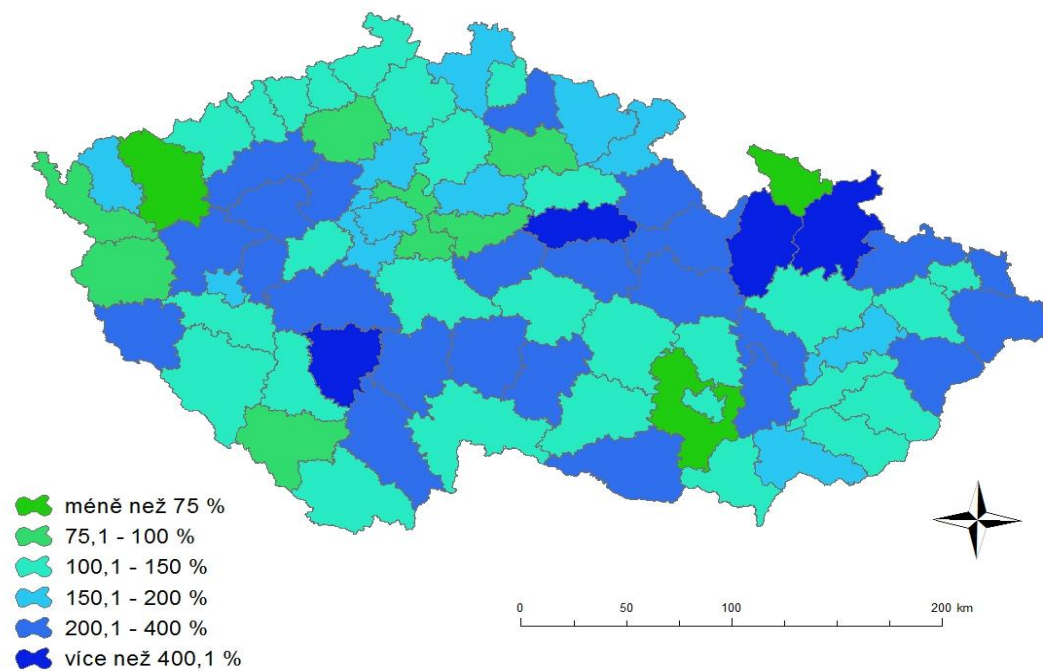 méně než 75 %
75,1 - 100 %
100,1 - 150 %
150,1 - 200 %
200,1 - 400 %
více než 400,1 %
0 50 100 200 km